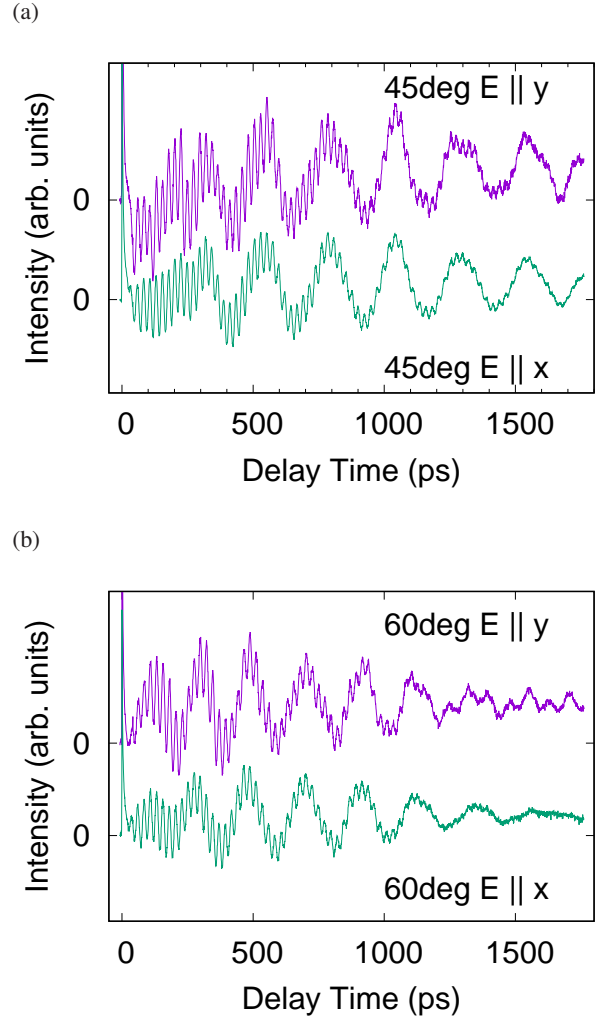 (a)
45deg E || y
0
0
45deg E || x
Intensity (arb. units)
0 500 1000 1500
Delay Time (ps)
(b)
60deg E || y
0
0
60deg E || x
Intensity (arb. units)
0 500 1000 1500
Delay Time (ps)